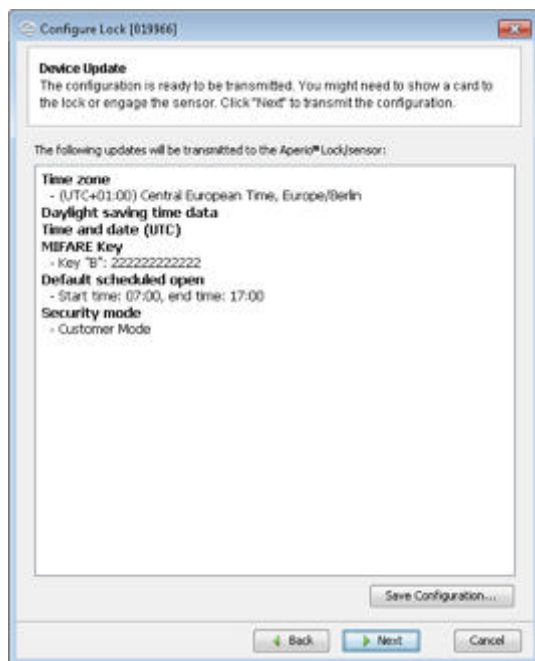 Configure Lock [019966]
Device Update
The configuration is ready to be transmitted. You might need to show a card to
the lock or engage the sensor. Click "Next" to transmit the configuration.
The following updates will be transmitted to the Aperio® Lock/sensor:
Time zone
- (UTC+01:00) Central European Time, Europe/Berlin
Daylight saving time data
Time and date (UTC)
MIFARE Key
- Key "B": 222222222222
Default scheduled open
- Start time: 07:00, end time: 17:00
Security mode
- Customer Mode
Save Configuration...
Back
Next
Cancel